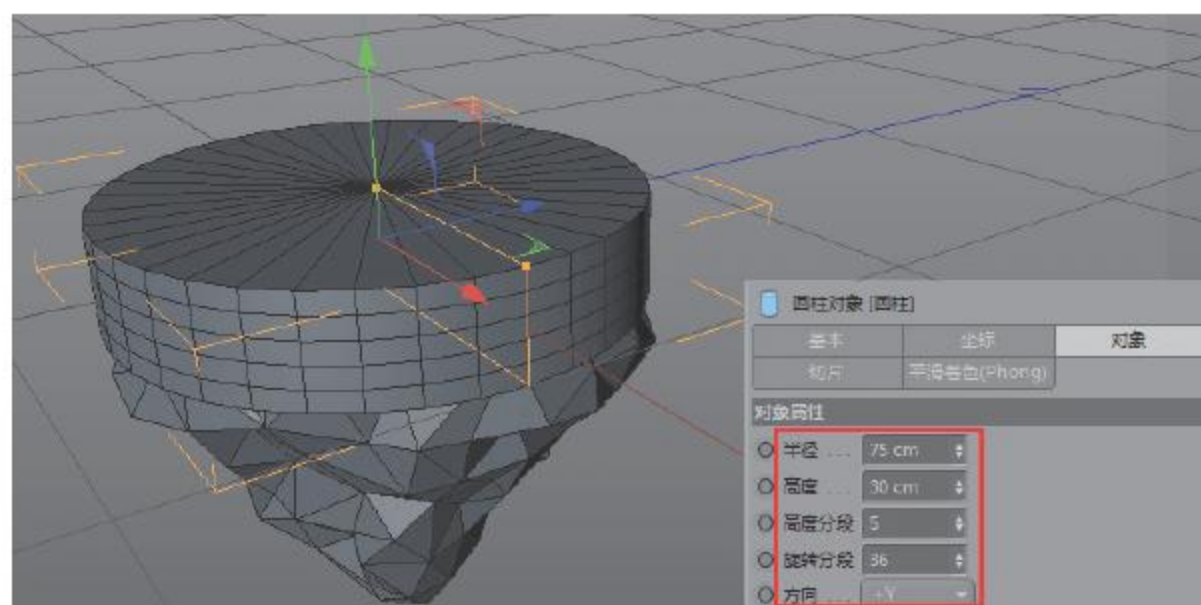 圆柱对象 [圆柱]
基本 坐标 对象
切片 平滑着色(Phong)
对象属性
半径 . . . 75 cm
高度 . . . 30 cm
高度分段 5
旋转分段 36
方向 . . . +Y